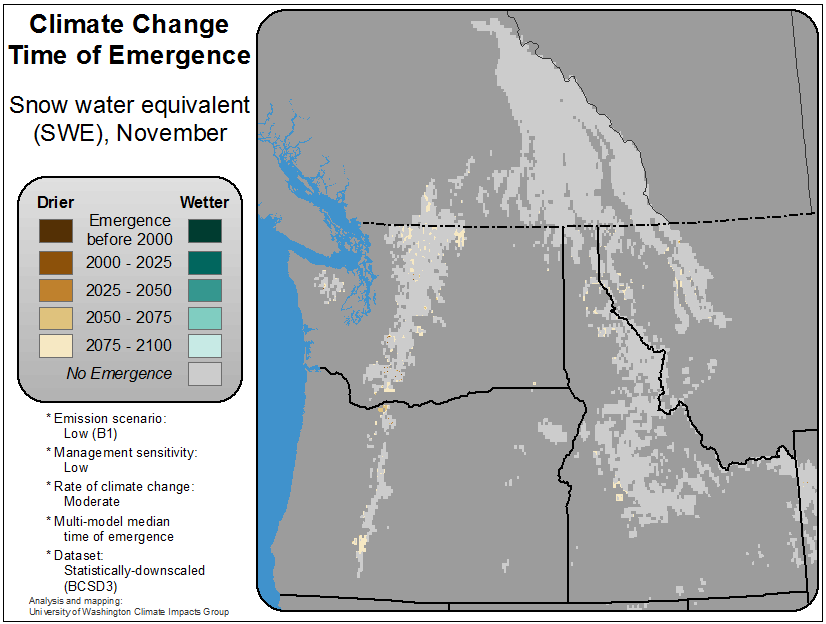 Climate Change
Time of Emergence
Snow water equivalent
(SWE), November
Drier
Wetter
Emergence
before 2000
2000 - 2025
2025 - 2050
2050 - 2075
2075 - 2100
No Emergence
* Emission scenario:
Low (B1)
* Management sensitivity:
Low
* Rate of climate change:
Moderate
* Multi-model median
time of emergence
* Dataset:
Statistically-downscaled
(BCSD3)
Analysis and mapping:
University of Washington Climate Impacts Group